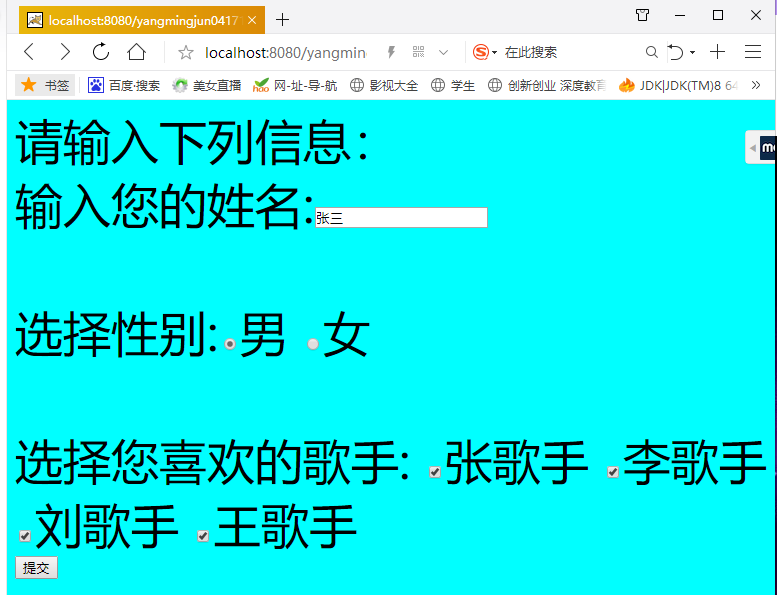 localhost:8080/yangmingjun0417
localhost:8080/yangmin
在此搜索
书签 百度·搜索 美女直播 网-址-导-航 影视大全 学生 创新创业 深度教育 JDK|JDK(TM)8 64
请输入下列信息：
输入您的姓名:张三
选择性别: 男 女
选择您喜欢的歌手: 张歌手 李歌手
刘歌手 王歌手
提交